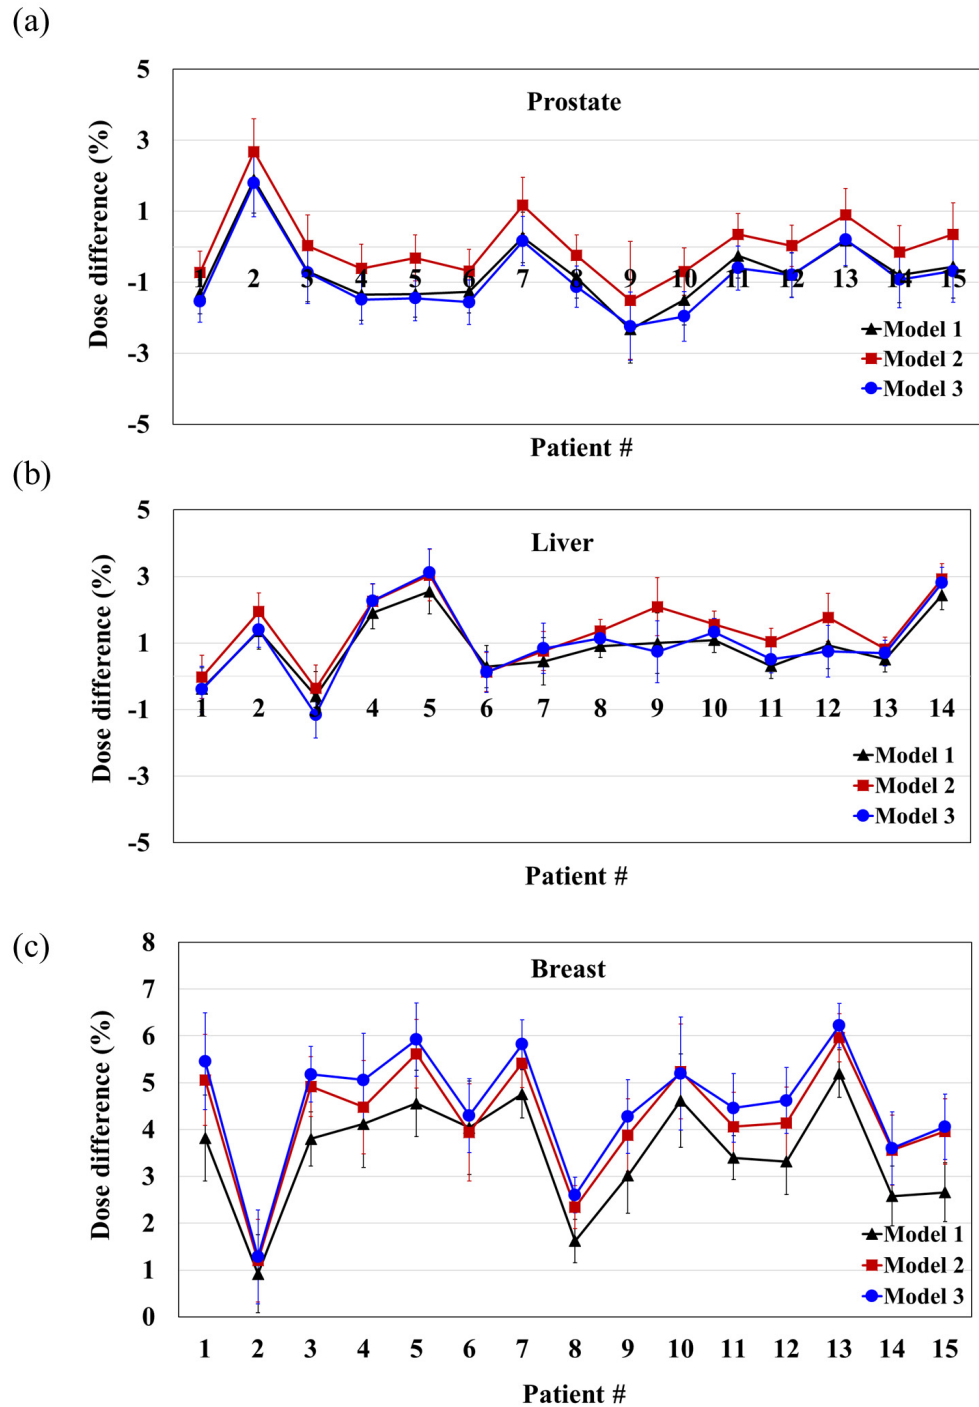 (a)
Prostate
Dose difference (%)
5
3
1
-1
-3
-5
1 2 3 4 5 6 7 8 9 10 11 12 13 14 15
Model 1
Model 2
Model 3
Patient #
(b)
Liver
Dose difference (%)
5
3
1
-1
-3
-5
1 2 3 4 5 6 7 8 9 10 11 12 13 14
Model 1
Model 2
Model 3
Patient #
(c)
Breast
Dose difference (%)
8
7
6
5
4
3
2
1
0
Model 1
Model 2
Model 3
1 2 3 4 5 6 7 8 9 10 11 12 13 14 15
Patient #